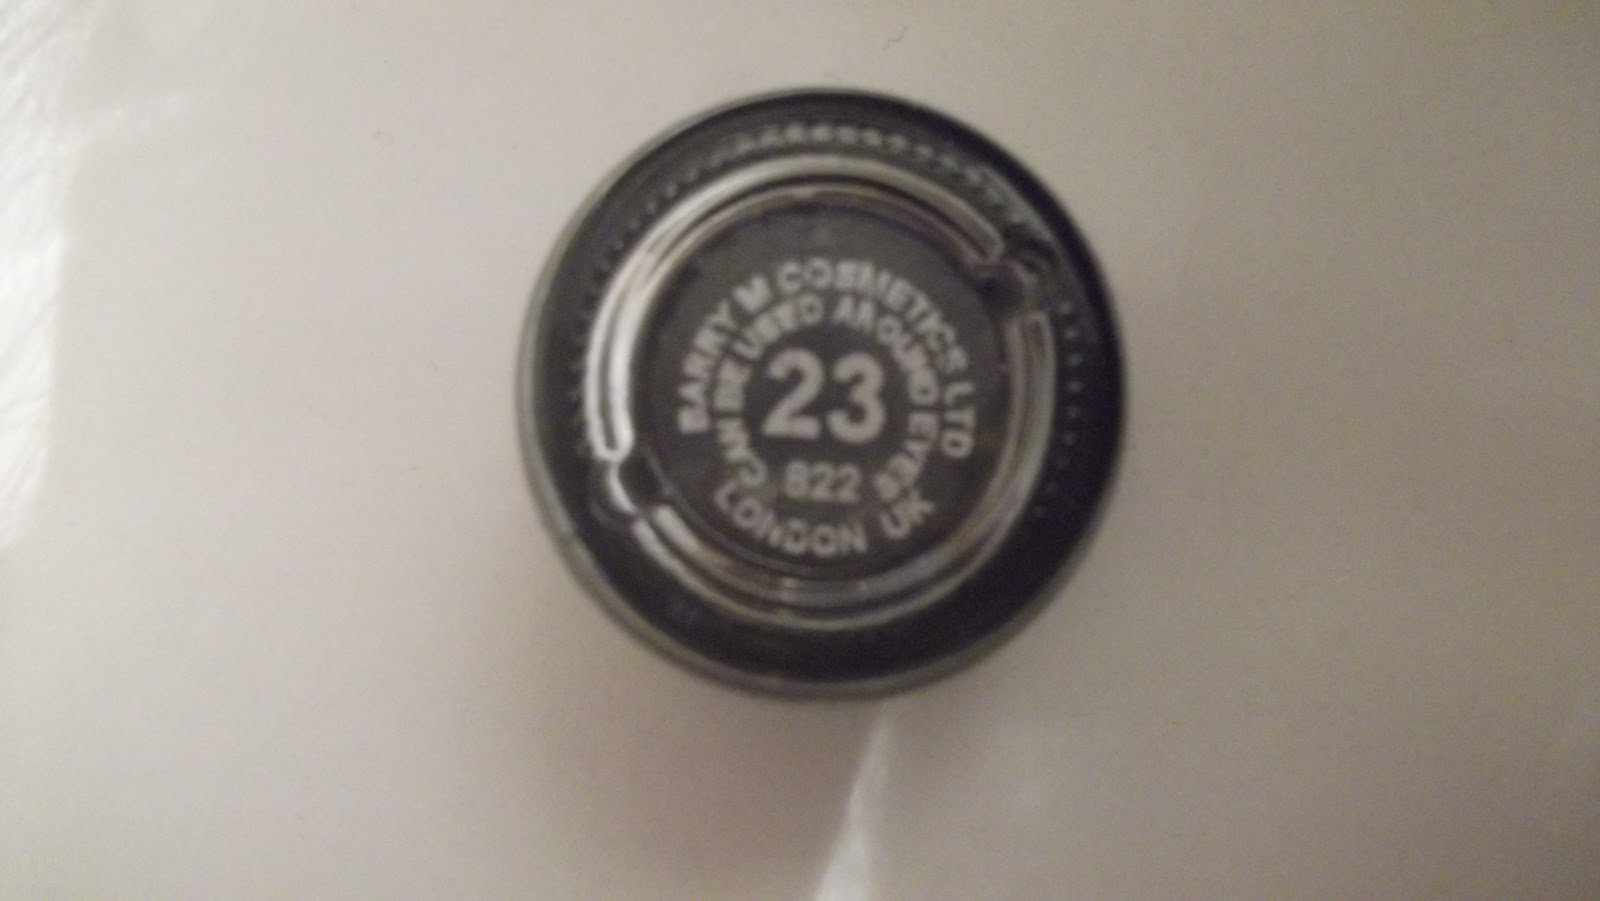 BARRY M COSMETICS LTD
CAN BE USED AROUND EYES
23
822
LONDON UK